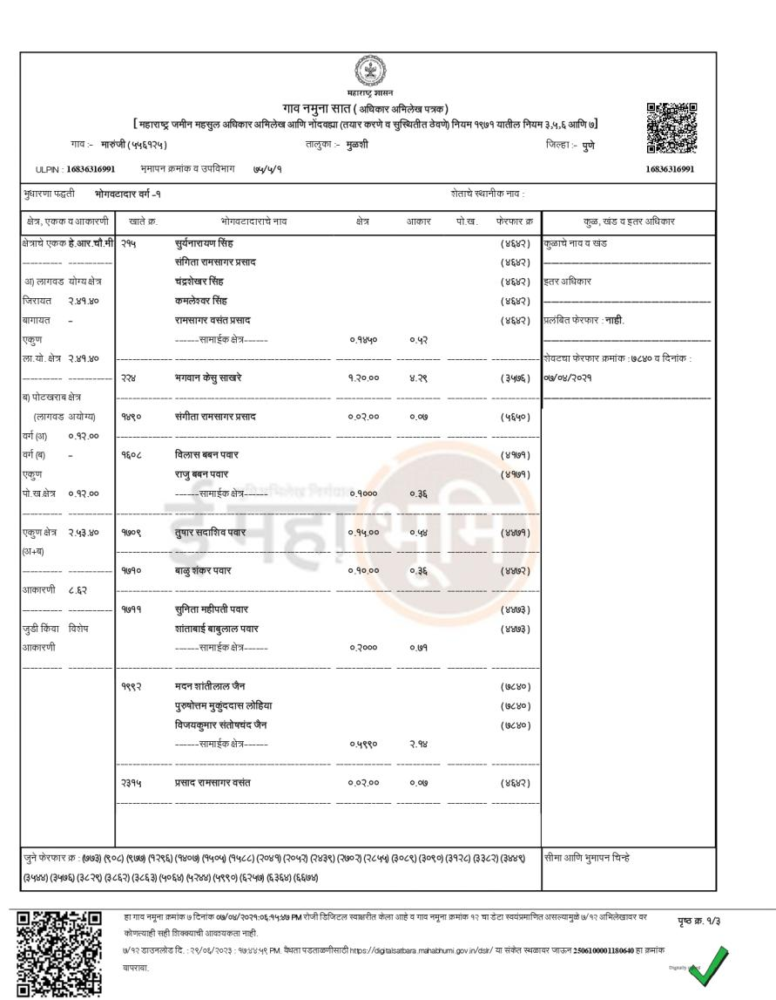 महाराष्ट्र शासन
गाव नमुना सात ( अधिकार अभिलेख पत्रक )
[ महाराष्ट्र जमीन महसुल अधिकार अभिलेख आणि नोंदवह्या (तयार करणे व सुस्थितीत ठेवणे) नियम १९७१ यातील नियम ३,५,६ आणि ७]
गाव :- मारुंजी ( ५५६१२५ ) तालुका :- मुळशी जिल्हा :- पुणे
ULPIN : 16836316991 भूमापन क्रमांक व उपविभाग ७५/५/१ 16836316991
भुधारणा पद्धती भोगवटादार वर्ग -१ शेताचे स्थानीक नाव :
क्षेत्र, एकक व आकारणी खाते क्र. भोगवटादाराचे नाव क्षेत्र आकार पो.ख. फेरफार क्र कुळ, खंड व इतर अधिकार
क्षेत्राचे एकक हे.आर.चौ.मी २१५ सुर्यनारायण सिंह (४६४२) कुळाचे नाव व खंड
संगिता रामसागर प्रसाद (४६४२)
अ) लागवड योग्य क्षेत्र चंद्रशेखर सिंह (४६४२) इतर अधिकार
जिरायत २.४१.४० कमलेश्वर सिंह (४६४२)
बागायत - रामसागर वसंत प्रसाद (४६४२) प्रलंबित फेरफार : नाही.
एकुण ------सामाईक क्षेत्र------ ०.१४५० ०.५२
ला.यो. क्षेत्र २.४१.४० शेवटचा फेरफार क्रमांक : ७८४० व दिनांक :
२२४ भगवान केसु साखरे १.२०.०० ४.२९ (३५७६) ०७/०४/२०२१
ब) पोटखराब क्षेत्र
(लागवड अयोग्य) १४९० संगीता रामसागर प्रसाद ०.०२.०० ०.०७ (५६५०)
वर्ग (अ) ०.१२.००
वर्ग (ब) - १६०८ विलास बबन पवार (४१७१)
एकुण राजु बबन पवार (४१७१)
पो.ख.क्षेत्र ०.१२.०० ------सामाईक क्षेत्र------ ०.१००० ०.३६
ई महाभूमि
एकुण क्षेत्र २.५३.४० १७०९ तुषार सदाशिव पवार ०.१५.०० ०.५४ (४४७१)
(अ+ब)
१७१० बाळु शंकर पवार ०.१०.०० ०.३६ (४४७२)
आकारणी ८.६२
१७११ सुनिता महीपती पवार (४४७३)
जुडी किंवा विशेष शांताबाई बाबुलाल पवार (४४७३)
आकारणी ------सामाईक क्षेत्र------ ०.२००० ०.७१
१९९२ मदन शांतीलाल जैन (७८४०)
पुरुषोत्तम मुकुंददास लोहिया (७८४०)
विजयकुमार संतोषचंद जैन (७८४०)
------सामाईक क्षेत्र------ ०.५९९० २.१४
२३१५ प्रसाद रामसागर वसंत ०.०२.०० ०.०७ (४६४२)
जुने फेरफार क्र : (७७३) (९०८) (९७७) (१२९६) (१४०७) (१५०५) (१५८८) (२०४१) (२०५२) (२४३९) (२७०२) (२८५५) (३०८९) (३०९०) (३१२८) (३३८२) (३४४९) सीमा आणि भुमापन चिन्हे
(३५४४) (३५७६) (३८२९) (३८६२) (३८६३) (५०६४) (५२४४) (५९९०) (६२५७) (६३६४) (६६७४)
हा गाव नमूना क्रमांक ७ दिनांक ०७/०४/२०२१:०६:१५:४७ PM रोजी डिजिटल स्वाक्षरीत केला आहे व गाव नमूना क्रमांक १२ चा डेटा स्वयंप्रमाणित असल्यामुळे ७/१२ अभिलेखावर वर
कोणत्याही सही शिक्क्याची आवश्यकता नाही. पृष्ठ क्र. १/३
७/१२ डाउनलोड दि. : २९/०६/२०२३ : १७:४४:५९ PM. वैधता पडताळणीसाठी https://digitalsatbara.mahabhumi.gov.in/dslr/ या संकेत स्थळावर जाऊन 2506100001180640 हा क्रमांक
वापरावा.